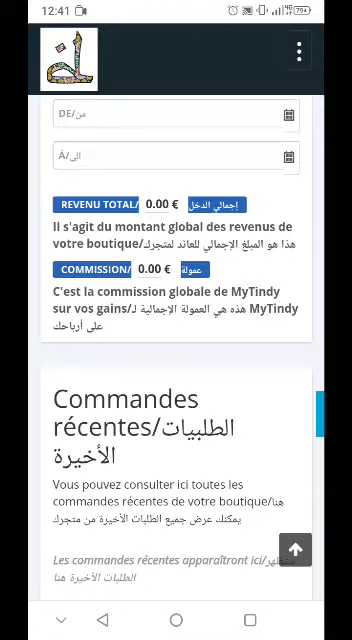 12:41
4G
79+
DE/من
À/الى
REVENU TOTAL/ 0.00 € إجمالي الدخل
Il s'agit du montant global des revenus de
votre boutique/هذا هو المبلغ الإجمالي للعائد لمتجرك
COMMISSION/ 0.00 € عمولة
C'est la commission globale de MyTindy
sur vos gains/هذه هي العمولة الإجمالية لـ MyTindy
على أرباحك
Commandes
récentes/الطلبيات
الأخيرة
Vous pouvez consulter ici toutes les
commandes récentes de votre boutique/هنا
يمكنك عرض جميع الطلبات الأخيرة من متجرك
Les commandes récentes apparaîtront ici/ستظهر
الطلبات الأخيرة هنا